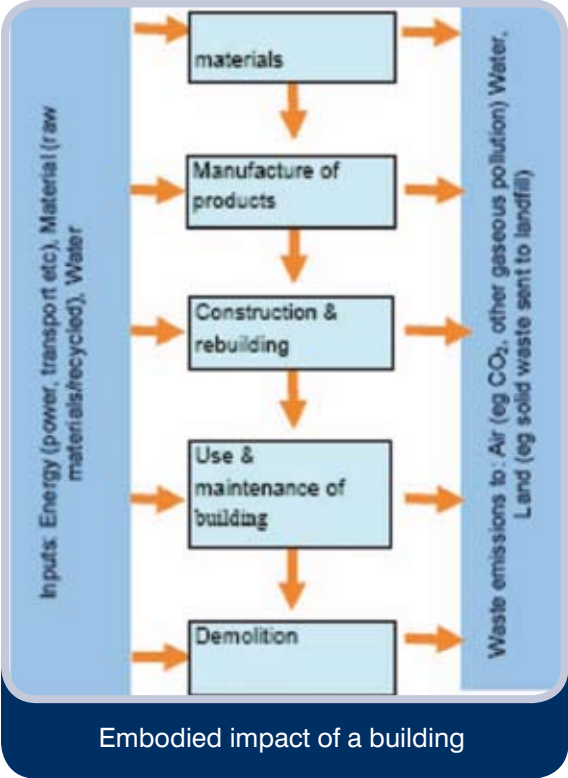 Inputs: Energy (power, transport etc), Material (raw
materials/recycled), Water
materials
Manufacture of
products
Construction &
rebuilding
Use &
maintenance of
building
Demolition
Waste emissions to: Air (eg CO₂, other gaseous pollution) Water,
Land (eg solid waste sent to landfill)
Embodied impact of a building